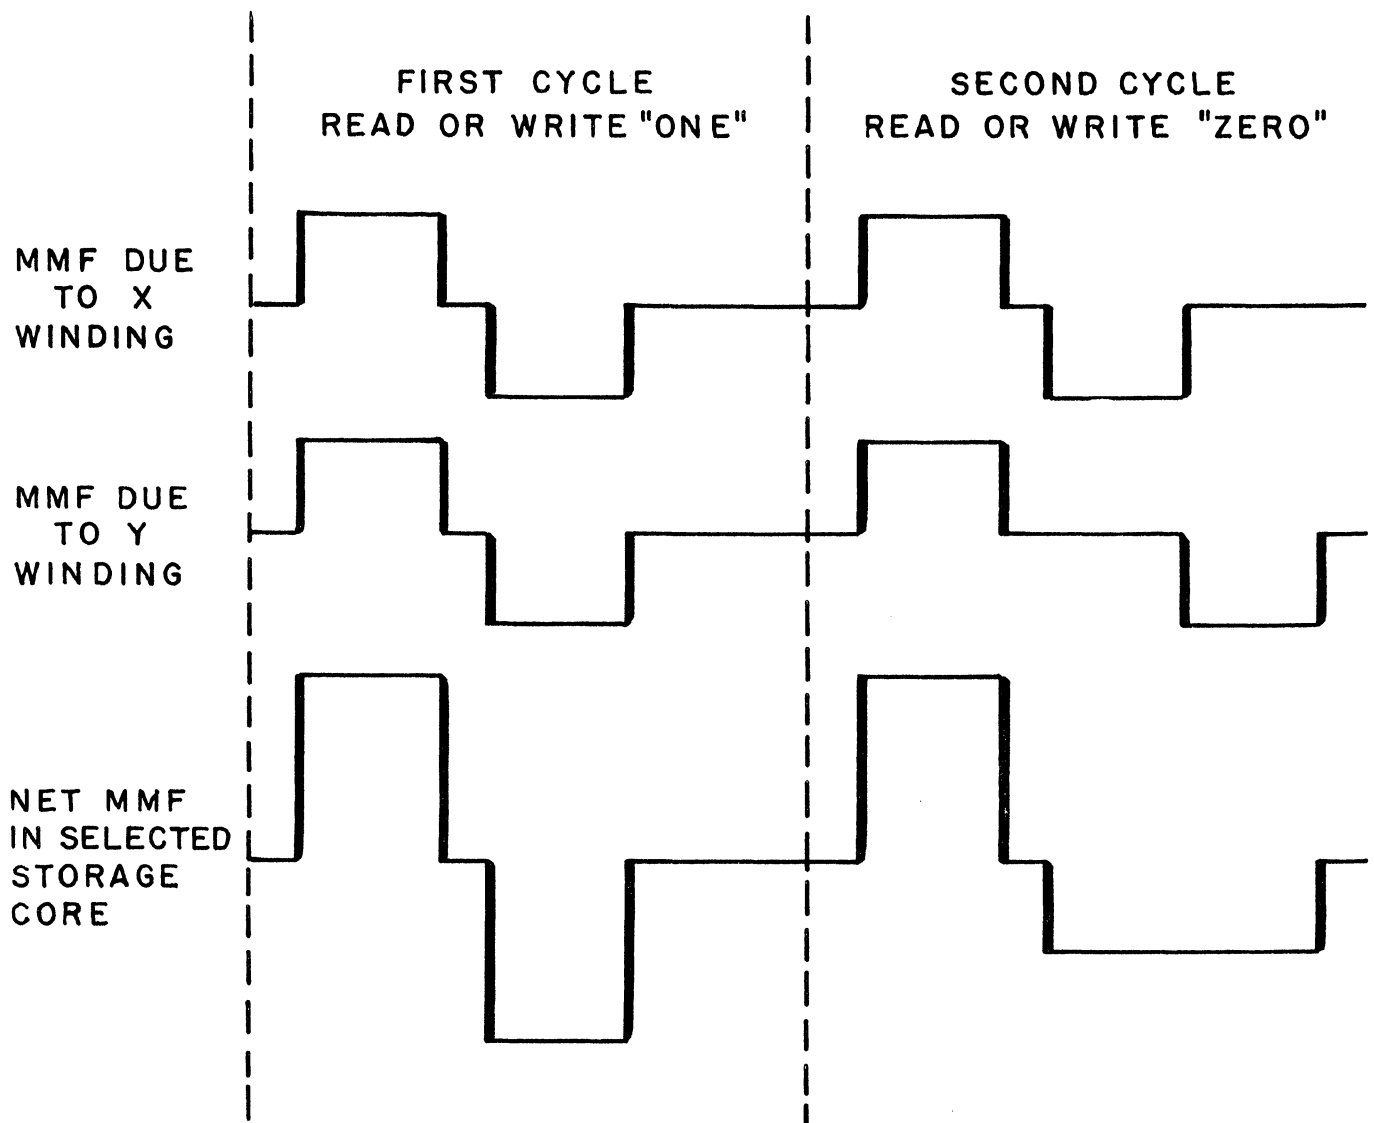 FIRST CYCLE
READ OR WRITE "ONE"
SECOND CYCLE
READ OR WRITE "ZERO"
MMF DUE
TO X
WINDING
MMF DUE
TO Y
WINDING
NET MMF
IN SELECTED
STORAGE
CORE